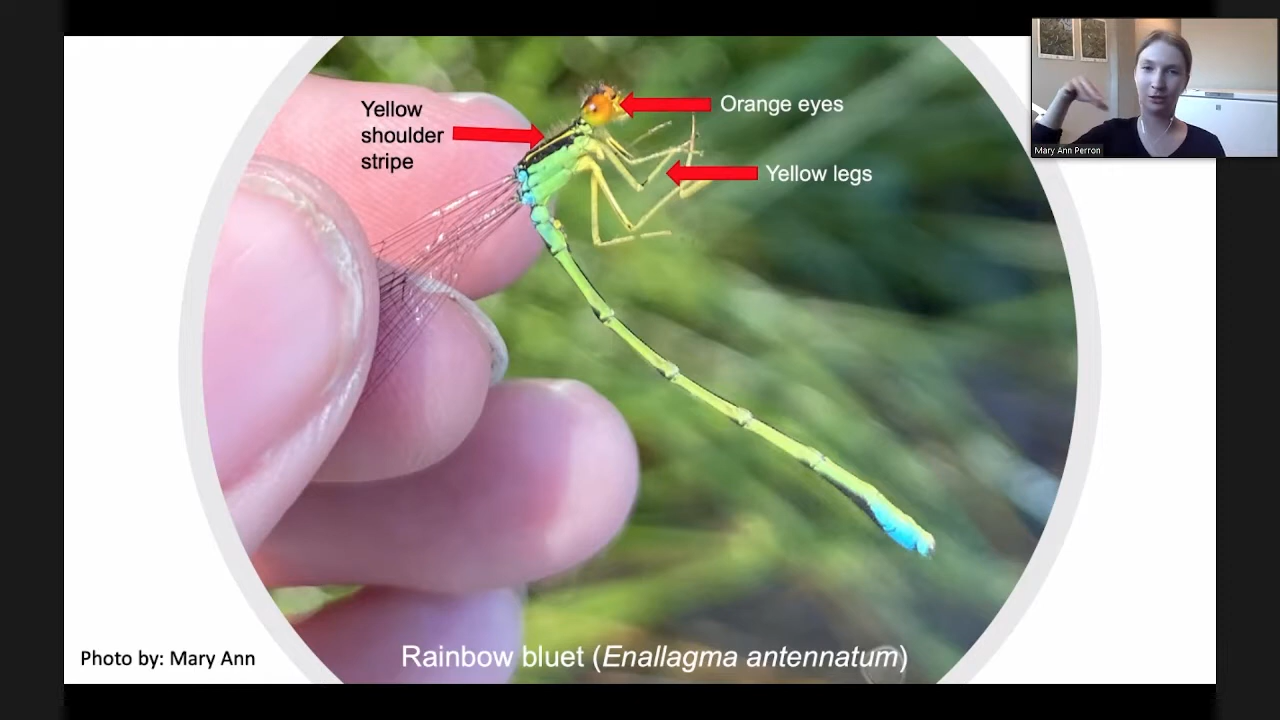 Yellow
shoulder
stripe
Orange eyes
Yellow legs
Mary Ann Perron
Photo by: Mary Ann
Rainbow bluet (Enallagma antennatum)